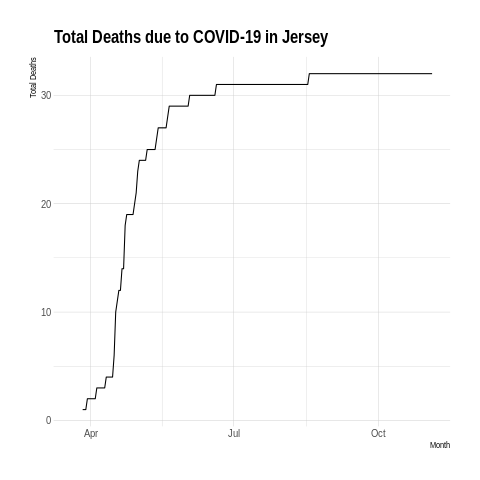 Total Deaths due to COVID-19 in Jersey
Total Deaths
30
20
10
0
Apr Jul Oct
Month